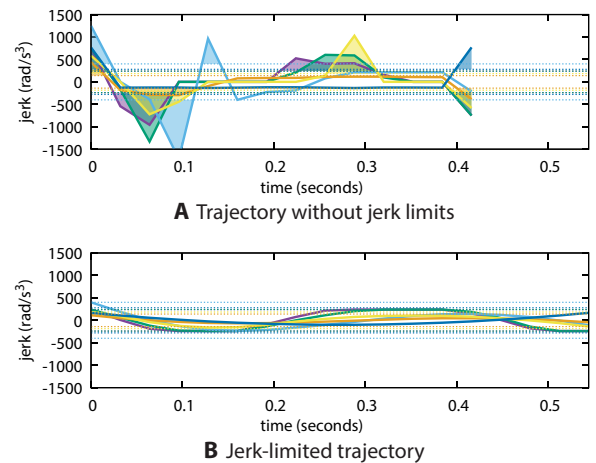 1500
1000
500
0
-500
-1000
-1500
jerk (rad/s³)
0 0.1 0.2 0.3 0.4 0.5
time (seconds)
A Trajectory without jerk limits
1500
1000
500
0
-500
-1000
-1500
jerk (rad/s³)
0 0.1 0.2 0.3 0.4 0.5
time (seconds)
B Jerk-limited trajectory